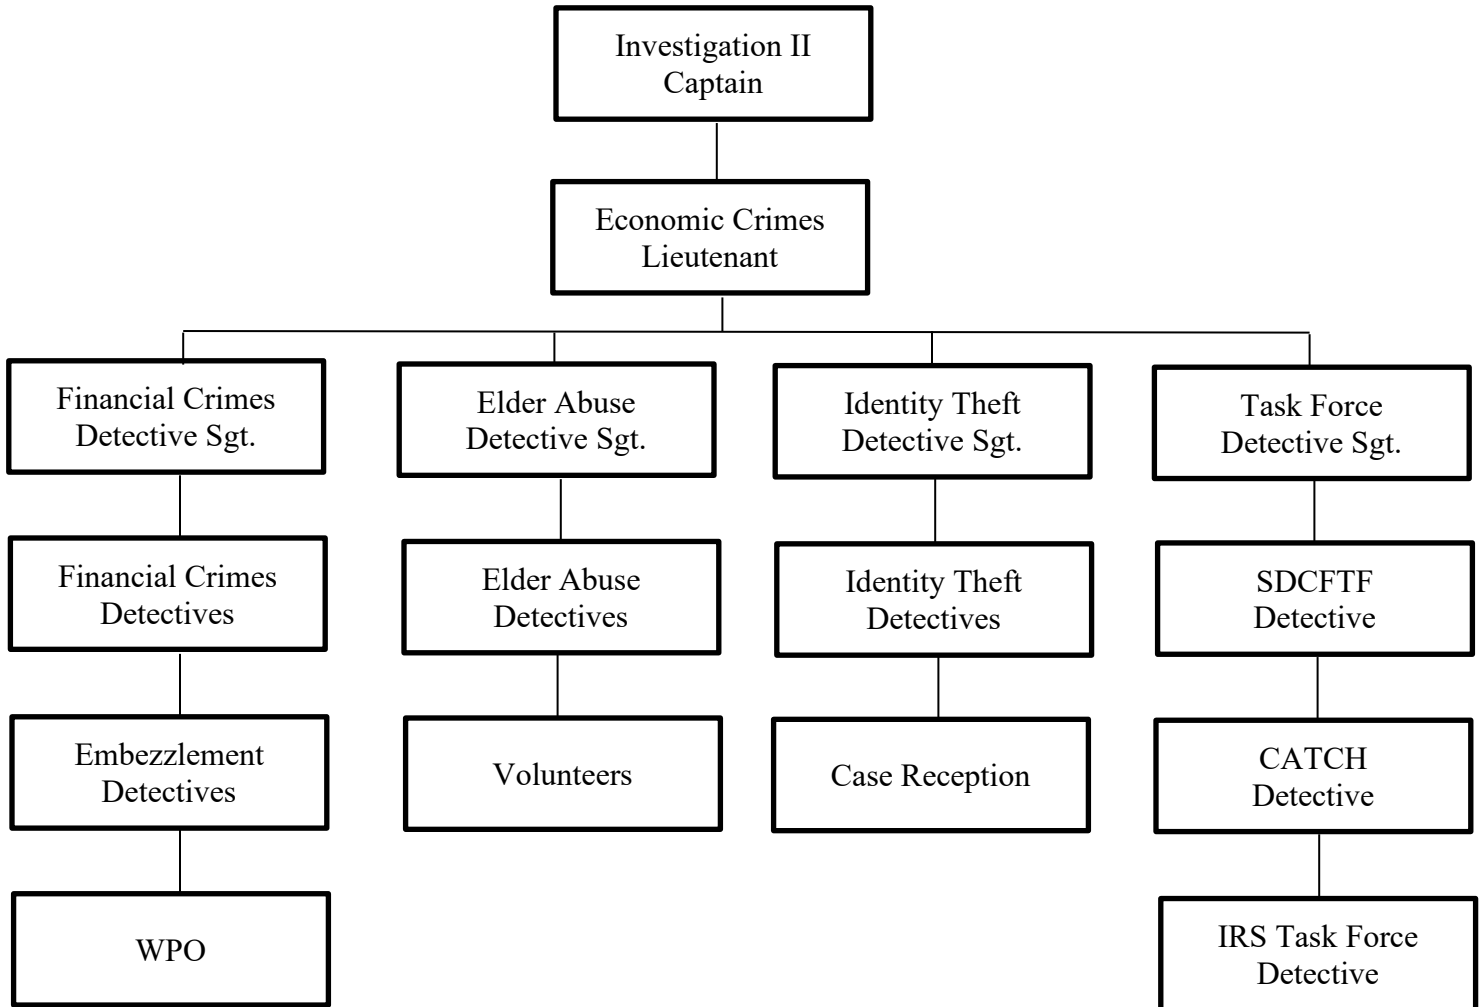 Investigation II
Captain
Economic Crimes
Lieutenant
Financial Crimes
Detective Sgt.
Elder Abuse
Detective Sgt.
Identity Theft
Detective Sgt.
Task Force
Detective Sgt.
Financial Crimes
Detectives
Elder Abuse
Detectives
Identity Theft
Detectives
SDCFTF
Detective
Embezzlement
Detectives
Volunteers
Case Reception
CATCH
Detective
WPO
IRS Task Force
Detective